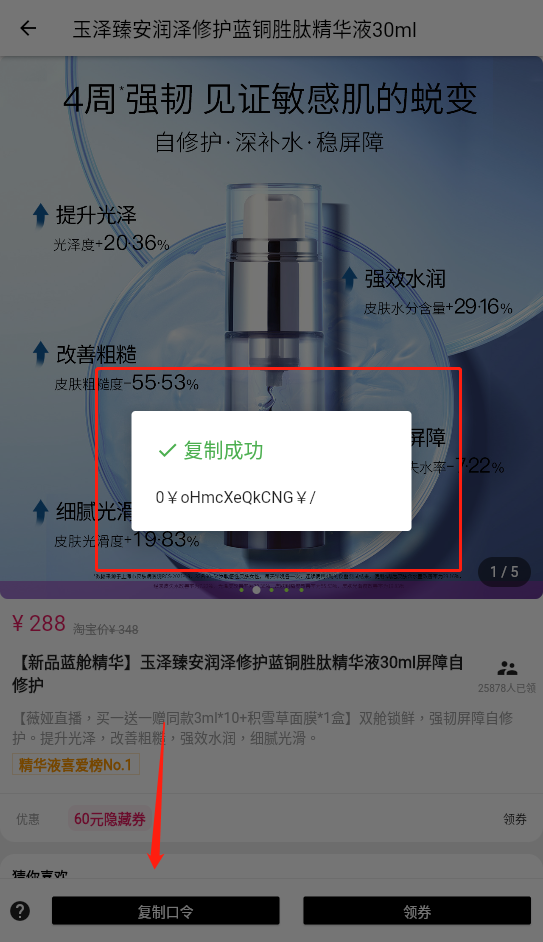 玉泽臻安润泽修护蓝铜胜肽精华液30ml
4周*强韧 见证敏感肌的蜕变
自修护·深补水·稳屏障
提升光泽
光泽度+20·36%
强效水润
皮肤水分含量+29·16%
改善粗糙
皮肤粗糙度-55·53%
屏障
失水率-7·22%
复制成功
0￥oHmcXeQkCNG￥/
细腻光滑
皮肤光滑度+19·83%
1 / 5
¥ 288 淘宝价¥ 348
【新品蓝舱精华】玉泽臻安润泽修护蓝铜胜肽精华液30ml屏障自
修护
25878人已领
【薇娅直播，买一送一赠同款3ml*10+积雪草面膜*1盒】双舱锁鲜，强韧屏障自修
护。提升光泽，改善粗糙，强效水润，细腻光滑。
精华液喜爱榜No.1
优惠 60元隐藏券 领券
猜你喜欢
复制口令 领券